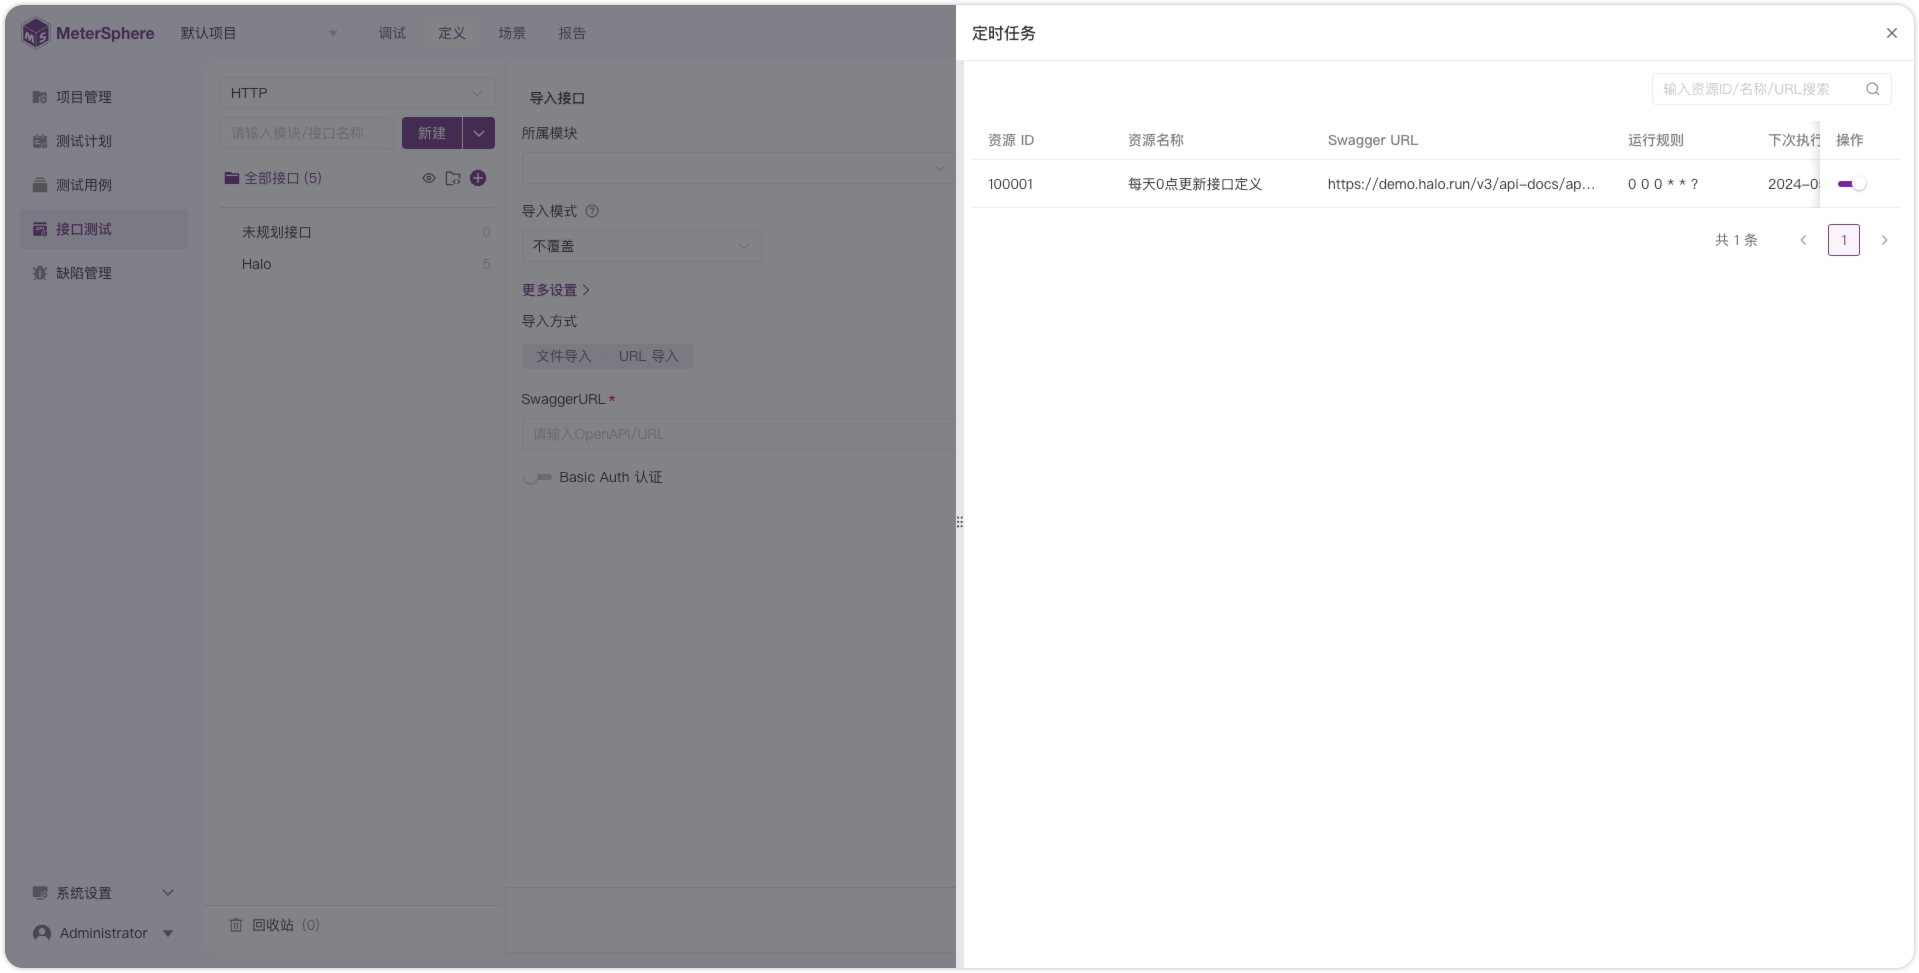 MeterSphere 默认项目 调试 定义 场景 报告
项目管理
测试计划
测试用例
接口测试
缺陷管理
系统设置
Administrator
HTTP
请输入模块/接口名称 新建
全部接口 (5)
未规划接口 0
Halo 5
回收站 (0)
导入接口
所属模块
导入模式
不覆盖
更多设置
导入方式
文件导入 URL 导入
SwaggerURL*
请输入OpenAPI/URL
Basic Auth 认证
定时任务
输入资源ID/名称/URL搜索
资源 ID 资源名称 Swagger URL 运行规则 下次执行 操作
100001 每天0点更新接口定义 https://demo.halo.run/v3/api-docs/ap... 0 0 0 * * ? 2024-0
共 1 条 1